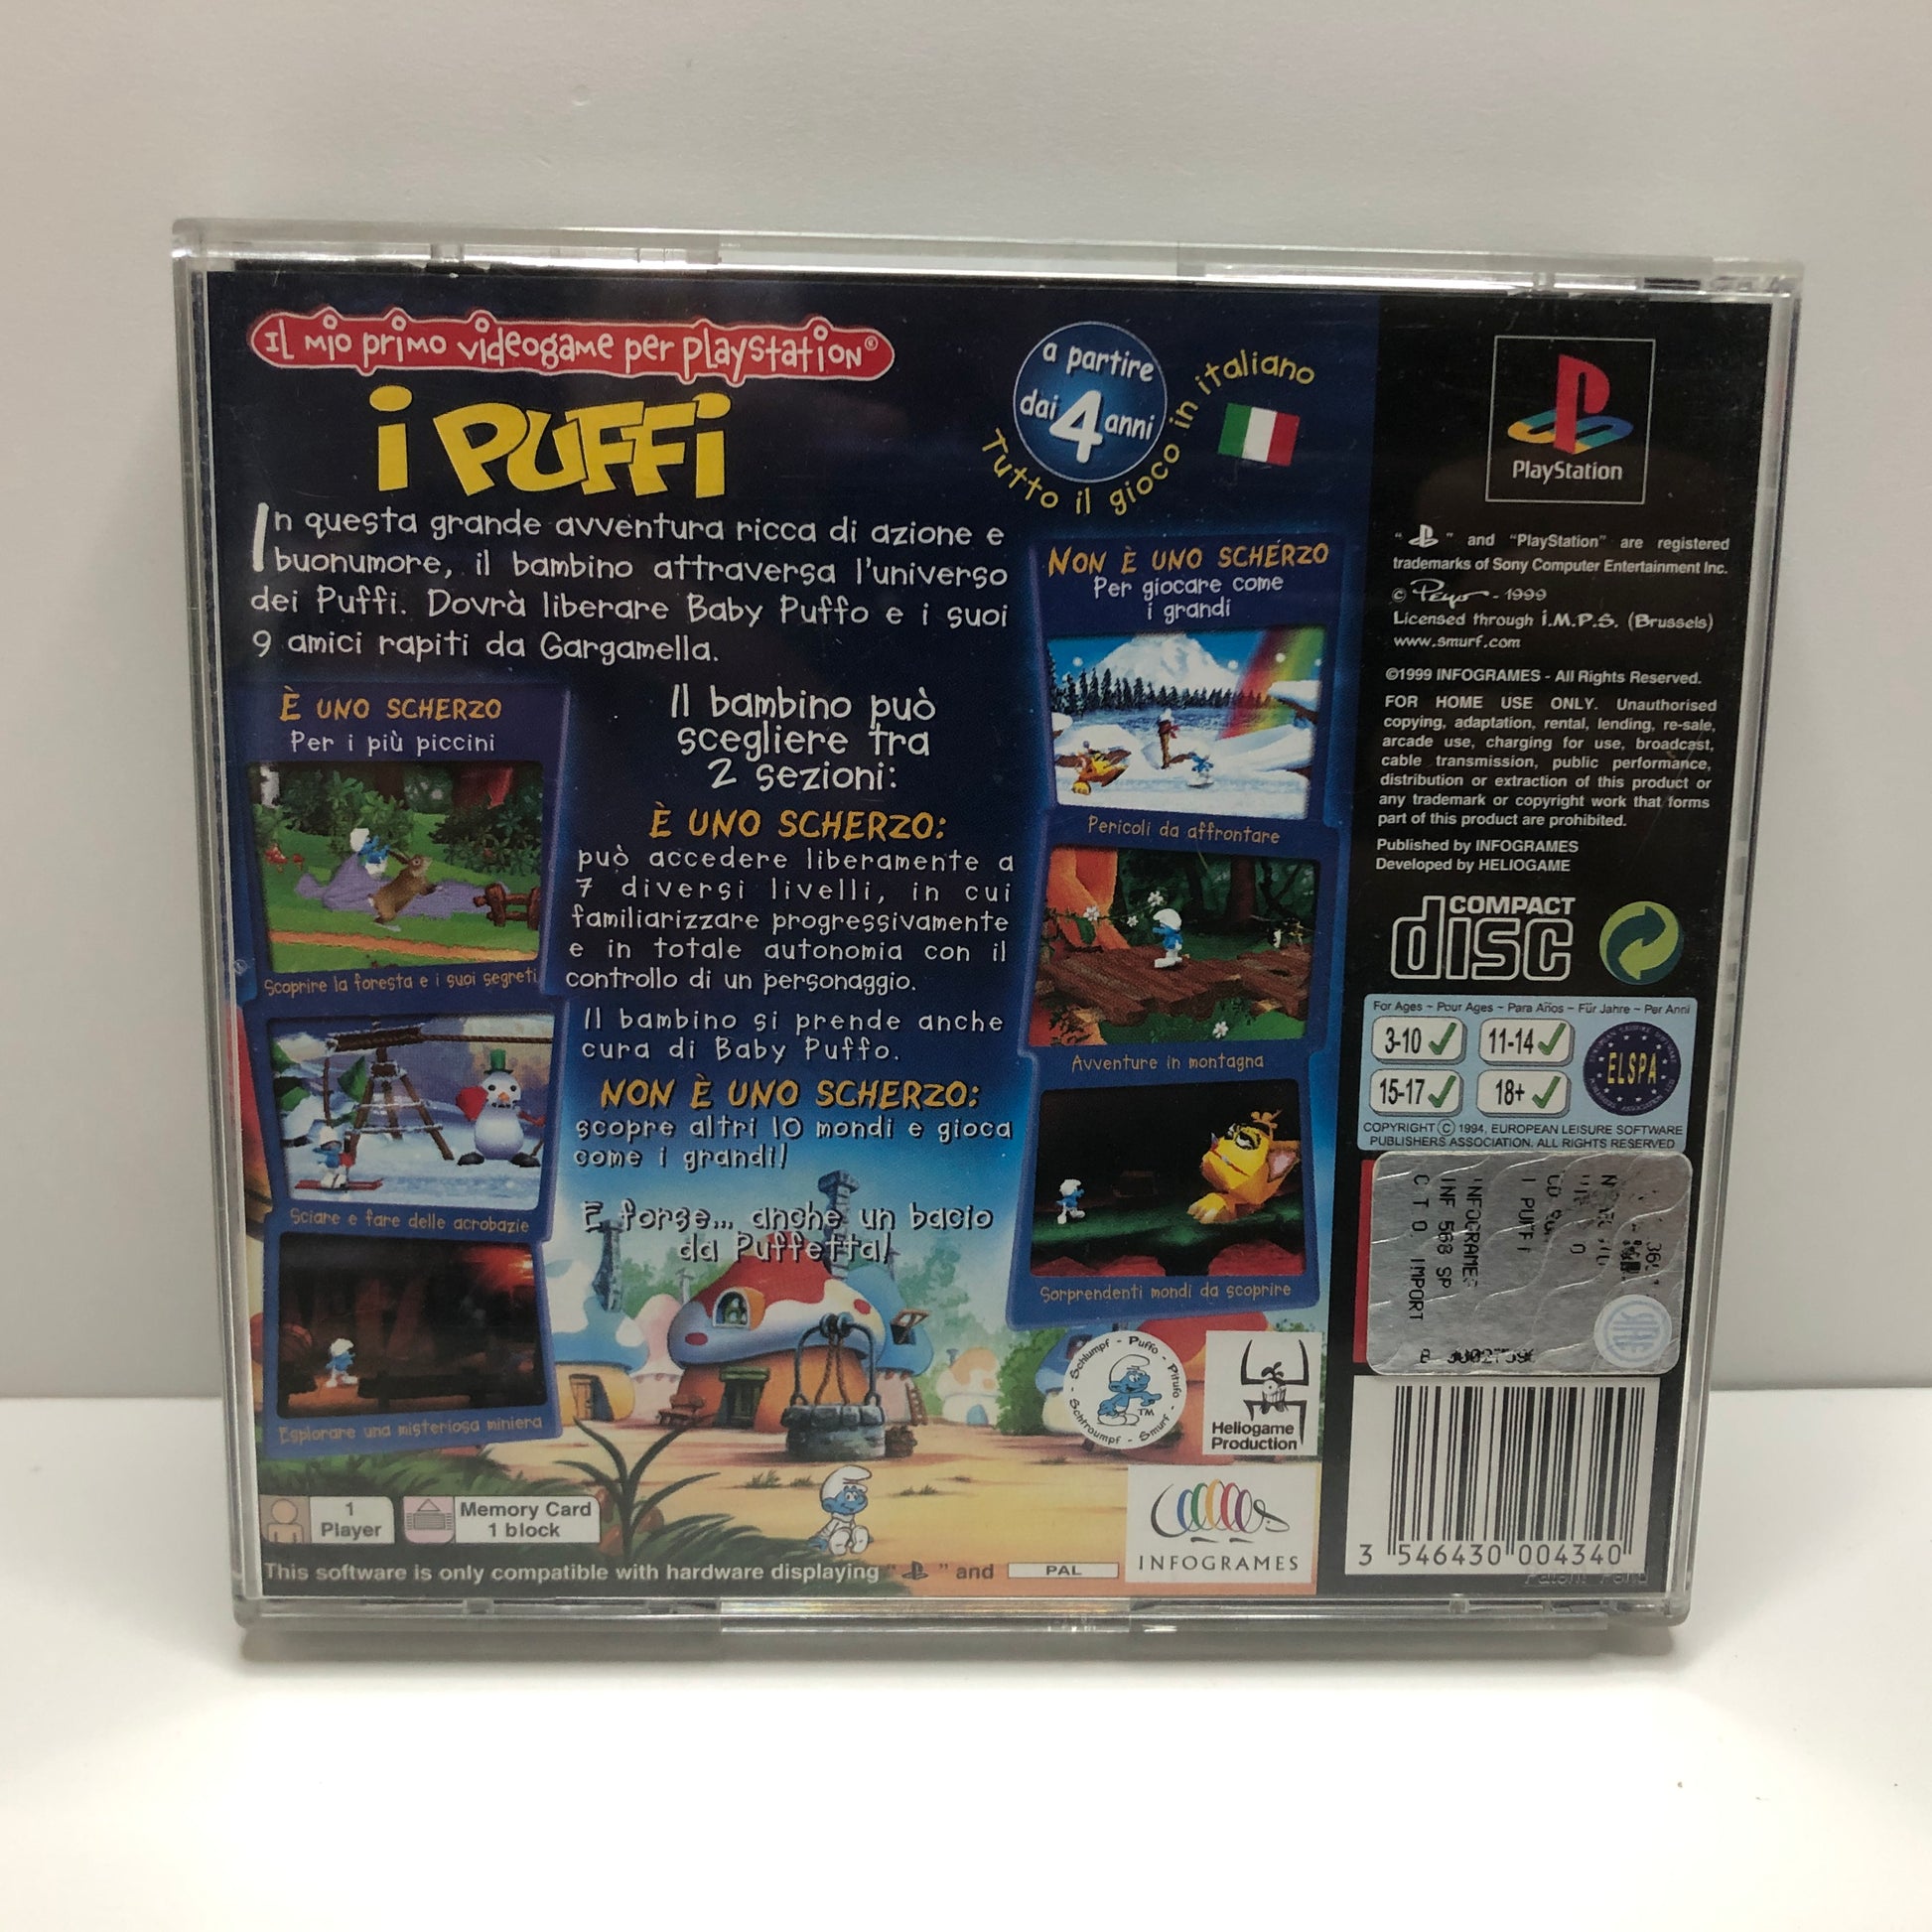 Il mio primo videogame per PlayStation®
i PUFFi
a partire
dai 4 anni
Tutto il gioco in italiano
In questa grande avventura ricca di azione e
buonumore, il bambino attraversa l'universo
dei Puffi. Dovrà liberare Baby Puffo e i suoi
9 amici rapiti da Gargamella.
È UNO SCHERZO
Per i più piccini
Scoprire la foresta e i suoi segreti
Sciare e fare delle acrobazie
Esplorare una misteriosa miniera
Il bambino può
scegliere tra
2 sezioni:
È UNO SCHERZO:
può accedere liberamente a
7 diversi livelli, in cui
familiarizzare progressivamente
e in totale autonomia con il
controllo di un personaggio.
Il bambino si prende anche
cura di Baby Puffo.
NON È UNO SCHERZO:
scopre altri 10 mondi e gioca
come i grandi!
E forse... anche un bacio
da Puffetta!
NON È UNO SCHERZO
Per giocare come
i grandi
Pericoli da affrontare
Avventure in montagna
Sorprendenti mondi da scoprire
Schlumpf - Puffo - Pitufo - Smurf - Schtroumpf -
TM
Heliogame
Production
INFOGRAMES
1
Player
Memory Card
1 block
This software is only compatible with hardware displaying " " and PAL
PlayStation
" " and "PlayStation" are registered
trademarks of Sony Computer Entertainment Inc.
© Peyo - 1999
Licensed through I.M.P.S. (Brussels)
www.smurf.com
©1999 INFOGRAMES - All Rights Reserved.
FOR HOME USE ONLY. Unauthorised
copying, adaptation, rental, lending, re-sale,
arcade use, charging for use, broadcast,
cable transmission, public performance,
distribution or extraction of this product or
any trademark or copyright work that forms
part of this product are prohibited.
Published by INFOGRAMES
Developed by HELIOGAME
COMPACT
disc
For Ages ~ Pour Ages ~ Para Años ~ Für Jahre ~ Per Anni
3-10
11-14
15-17
18+
ELSPA
COPYRIGHT © 1994, EUROPEAN LEISURE SOFTWARE
PUBLISHERS ASSOCIATION. ALL RIGHTS RESERVED
I PUFFI
INFOGRAMES
INF 568 SP
C T O IMPORT
SIAE
3 546430 004340